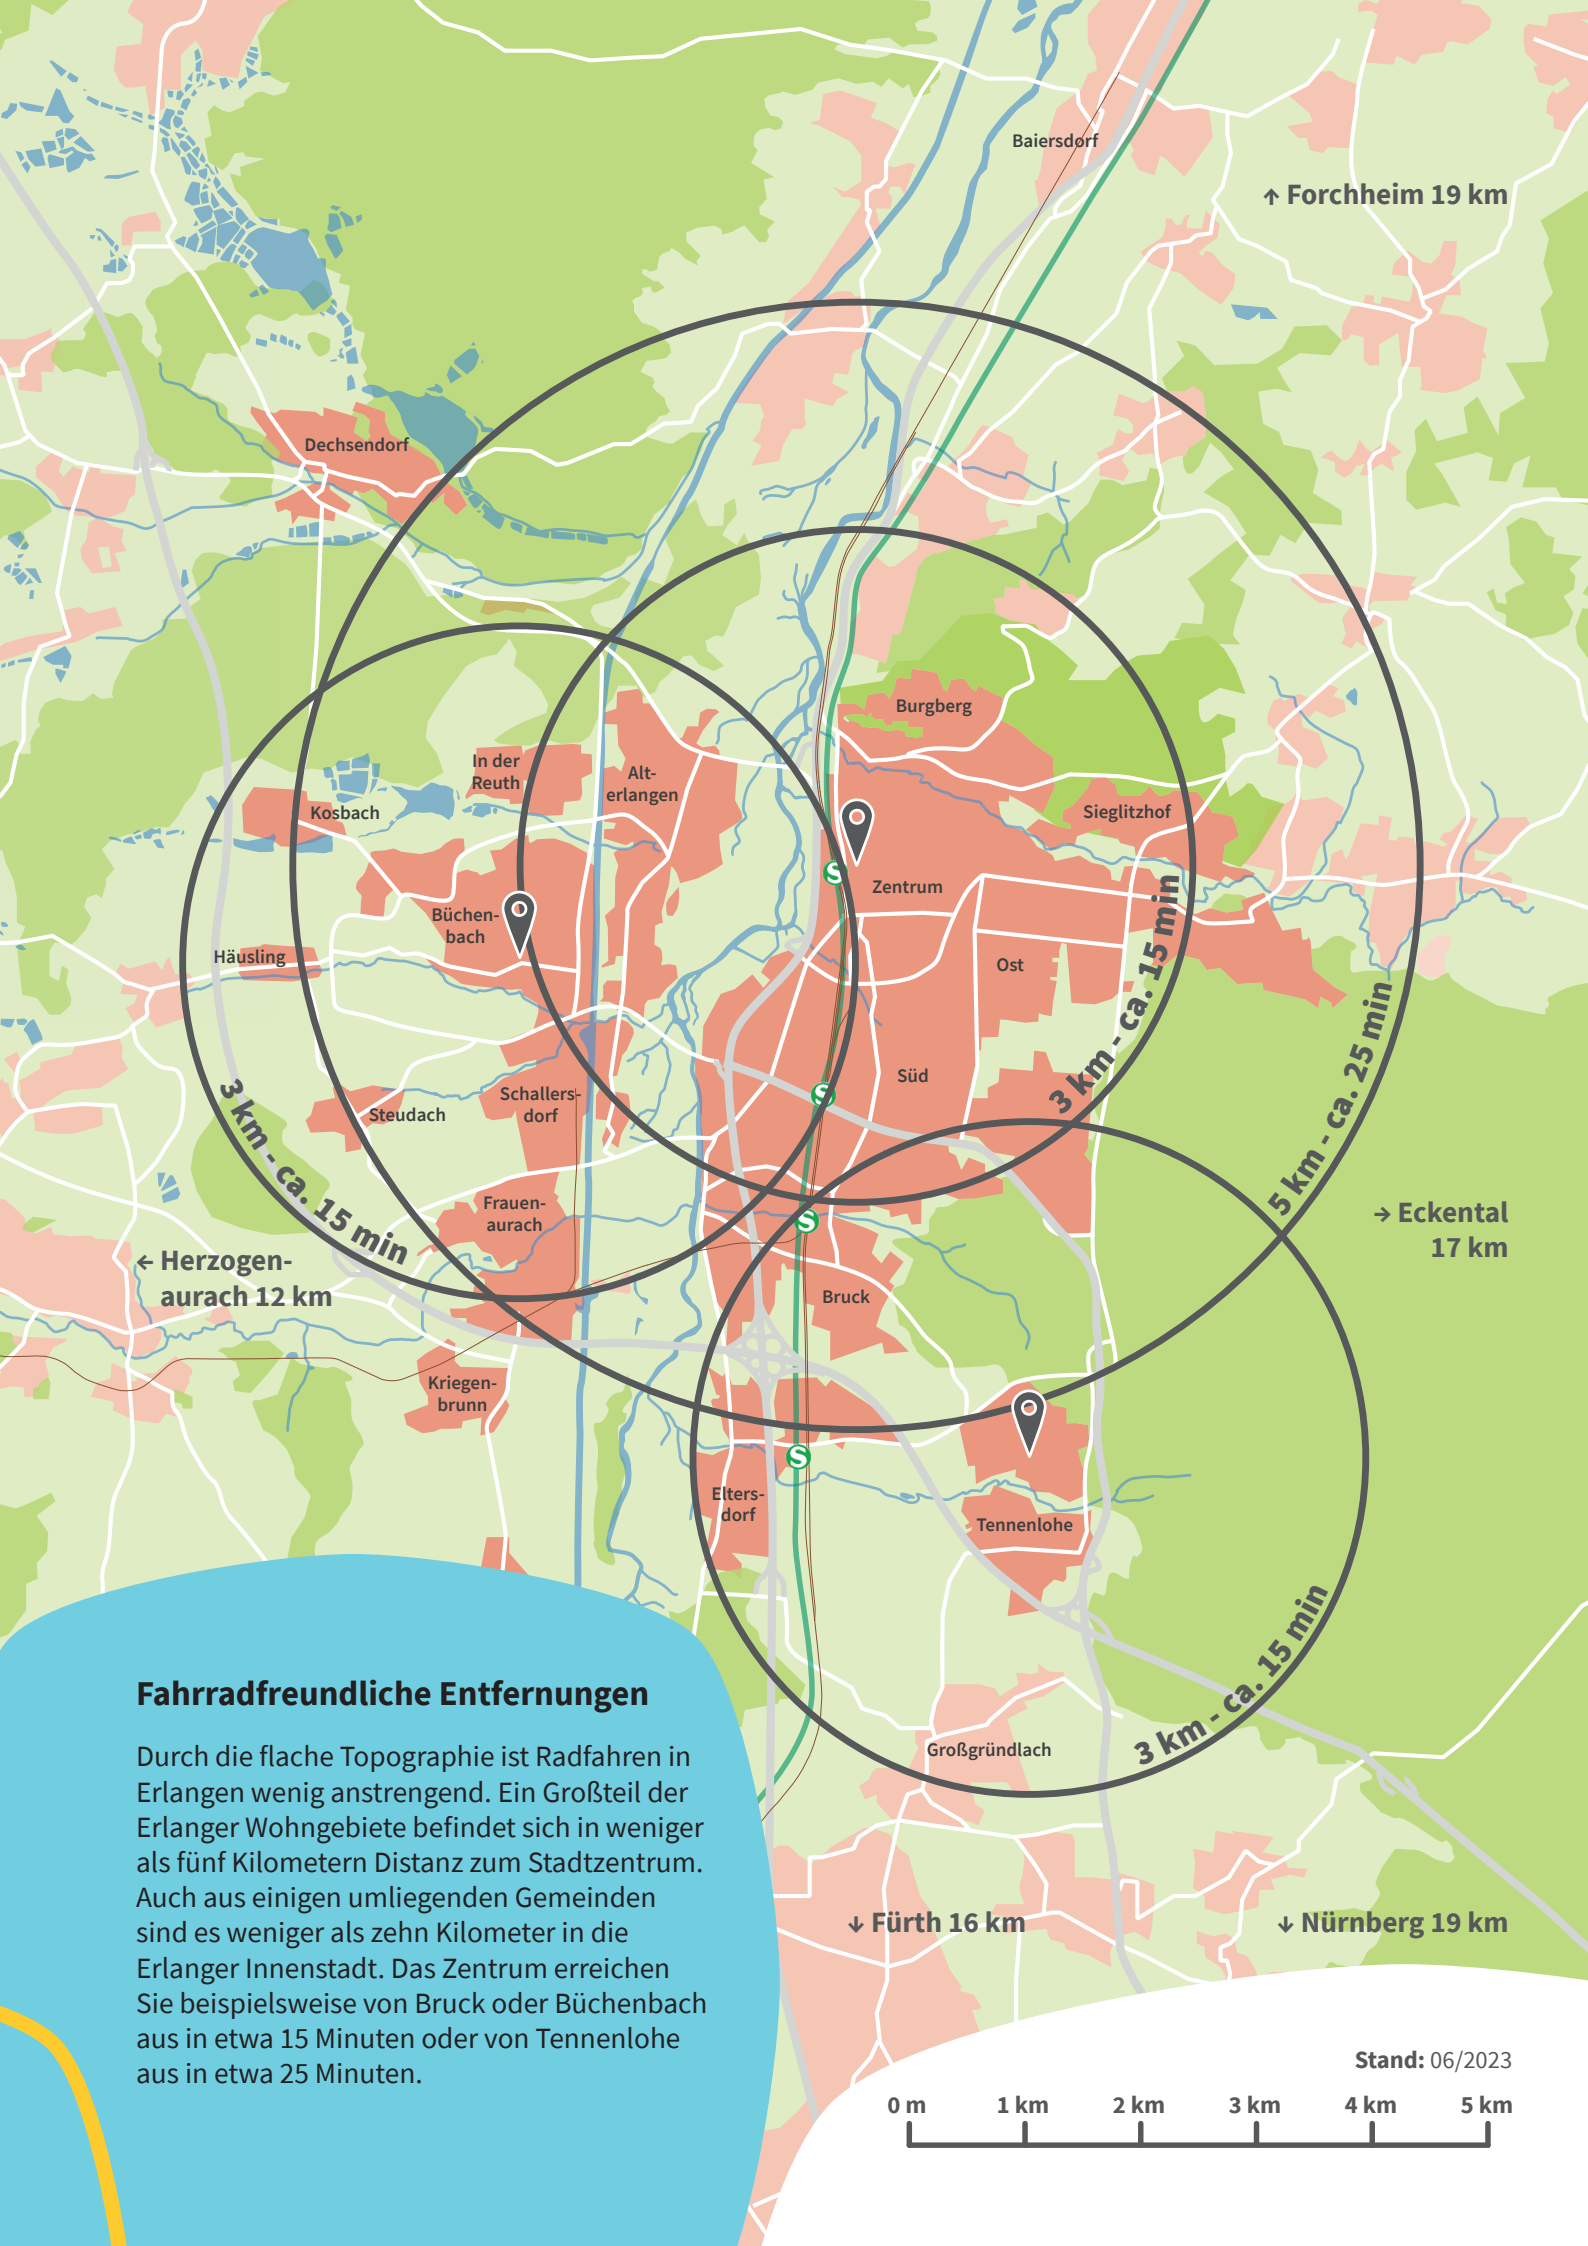 Baiersdorf
↑ Forchheim 19 km
Dechsendorf
Burgberg
In der
Reuth
Alt-
erlangen
Kosbach
Sieglitzhof
Zentrum
Büchen-
bach
Häusling
Ost
Süd
Steudach
Schallers-
dorf
3 km - ca. 15 min
5 km - ca. 25 min
3 km - ca. 15 min
Frauen-
aurach
→ Eckental
17 km
← Herzogen-
aurach 12 km
Bruck
Kriegen-
brunn
Elters-
dorf
Tennenlohe
3 km - ca. 15 min
Großgründlach
S
S
S
S
↓ Fürth 16 km
↓ Nürnberg 19 km
Fahrradfreundliche Entfernungen
Durch die flache Topographie ist Radfahren in
Erlangen wenig anstrengend. Ein Großteil der
Erlanger Wohngebiete befindet sich in weniger
als fünf Kilometern Distanz zum Stadtzentrum.
Auch aus einigen umliegenden Gemeinden
sind es weniger als zehn Kilometer in die
Erlanger Innenstadt. Das Zentrum erreichen
Sie beispielsweise von Bruck oder Büchenbach
aus in etwa 15 Minuten oder von Tennenlohe
aus in etwa 25 Minuten.
Stand: 06/2023
0 m 1 km 2 km 3 km 4 km 5 km